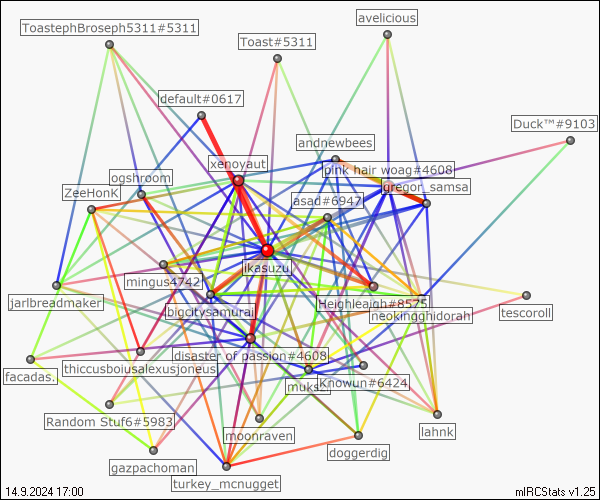 avelicious
ToastephBroseph5311#5311
Toast#5311
default#0617
Duck™#9103
andnewbees
xenoyaut
pink hair woag#4608
ogshroom
gregor_samsa
ZeeHonK
asad#6947
ikasuzu
mingus4742
jarlbreadmaker
Heighleigh#8575
bigcitysamurai
neokingghidorah
tescoroll
disaster of passion#4608
thiccusboiusalexusjoneus
facadas.
Knowun#6424
Random Stuf6#5983
lahnk
moonraven
doggerdig
gazpachoman
turkey_mcnugget
14.9.2024 17:00
mIRCStats v1.25